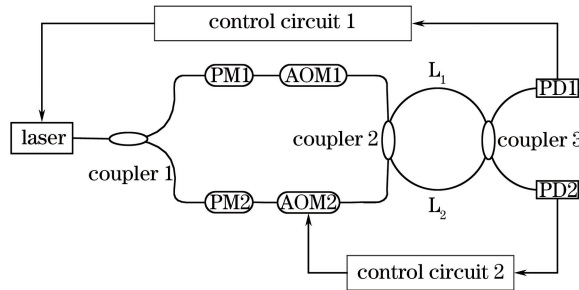 control circuit 1
PM1
AOM1
L₁
PD1
laser
coupler 1
coupler 2
coupler 3
PM2
AOM2
L₂
PD2
control circuit 2